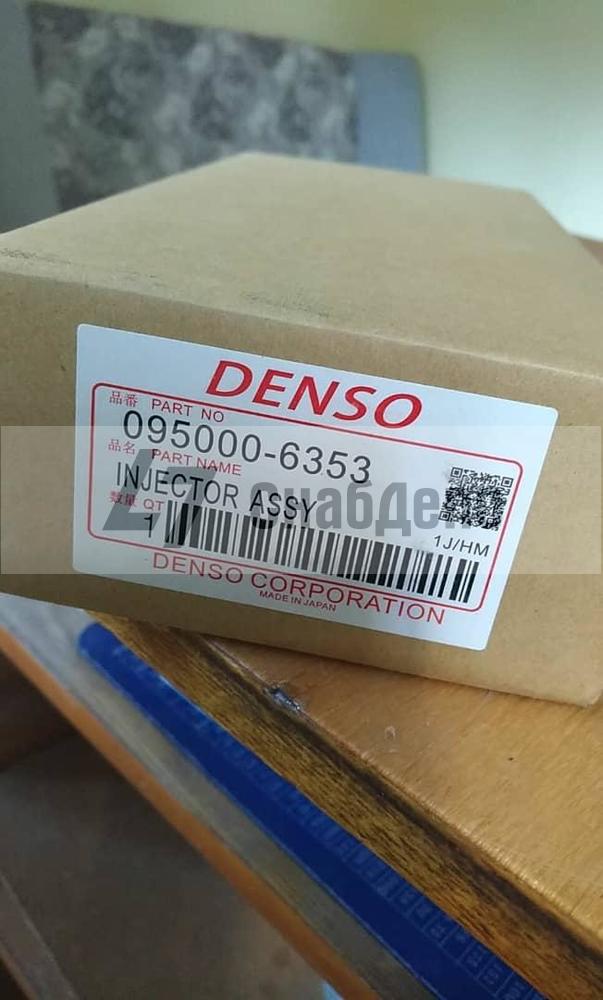 DENSO
品番 PART NO
095000-6353
品名 PART NAME
INJECTOR ASSY
数量 QT
1
1J/HM
DENSO CORPORATION
MADE IN JAPAN
СнабДе